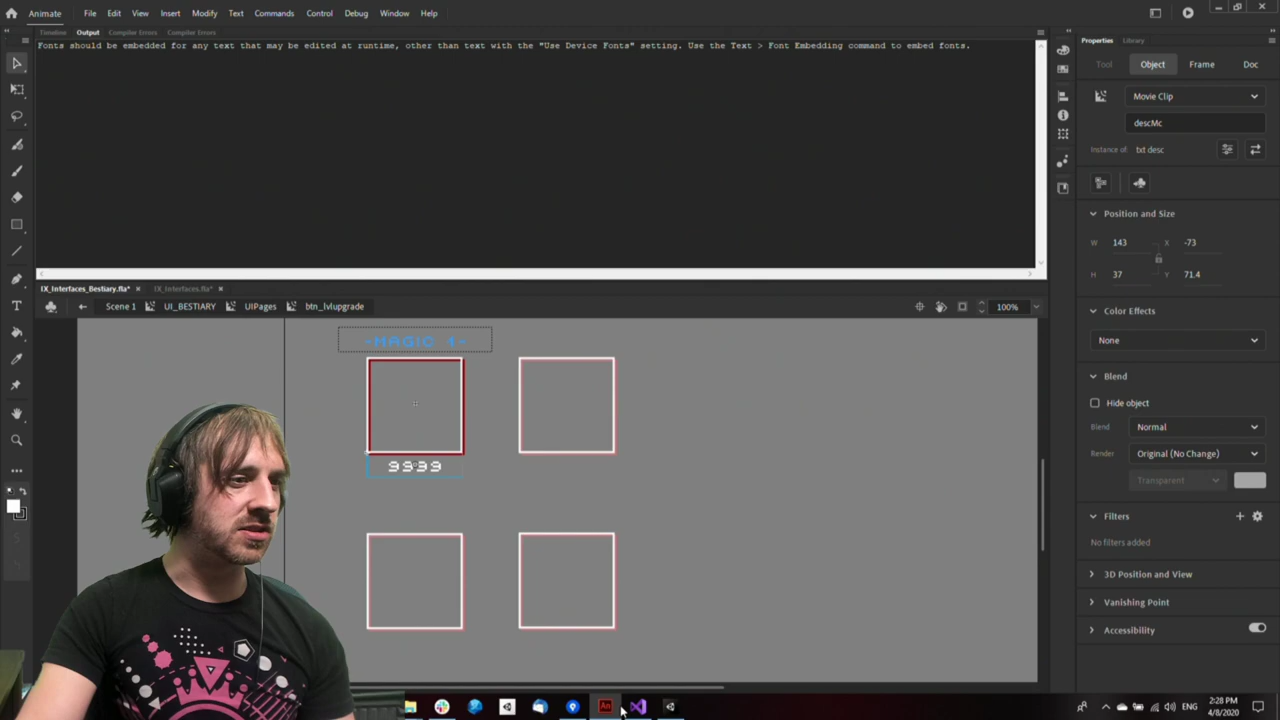 Animate File Edit View Insert Modify Text Commands Control Debug Window Help
Timeline Output Compiler Errors Compiler Errors
Fonts should be embedded for any text that may be edited at runtime, other than text with the "Use Device Fonts" setting. Use the Text > Font Embedding command to embed fonts.
IX_Interfaces_Bestiary.fla* × IX_Interfaces.fla* ×
Scene 1 UI_BESTIARY UIPages btn_lvlupgrade 100%
-MAGIC
9999
Properties Library
Tool Object Frame Doc
Movie Clip
descMc
Instance of: txt desc
Position and Size
W 143 X -73
H 37 Y 71.4
Color Effects
None
Blend
Hide object
Blend Normal
Render Original (No Change)
Transparent
Filters
No filters added
3D Position and View
Vanishing Point
Accessibility
An
2:28 PM
4/8/2020